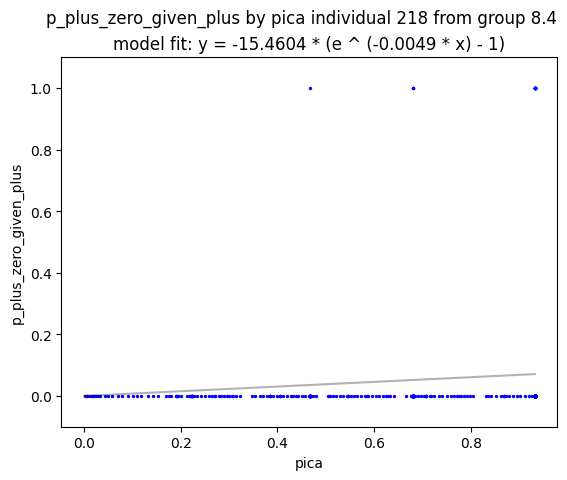 p_plus_zero_given_plus by pica individual 218 from group 8.4
model fit: y = -15.4604 * (e ^ (-0.0049 * x) - 1)
1.0
0.8
0.6
0.4
0.2
0.0
p_plus_zero_given_plus
0.0 0.2 0.4 0.6 0.8
pica